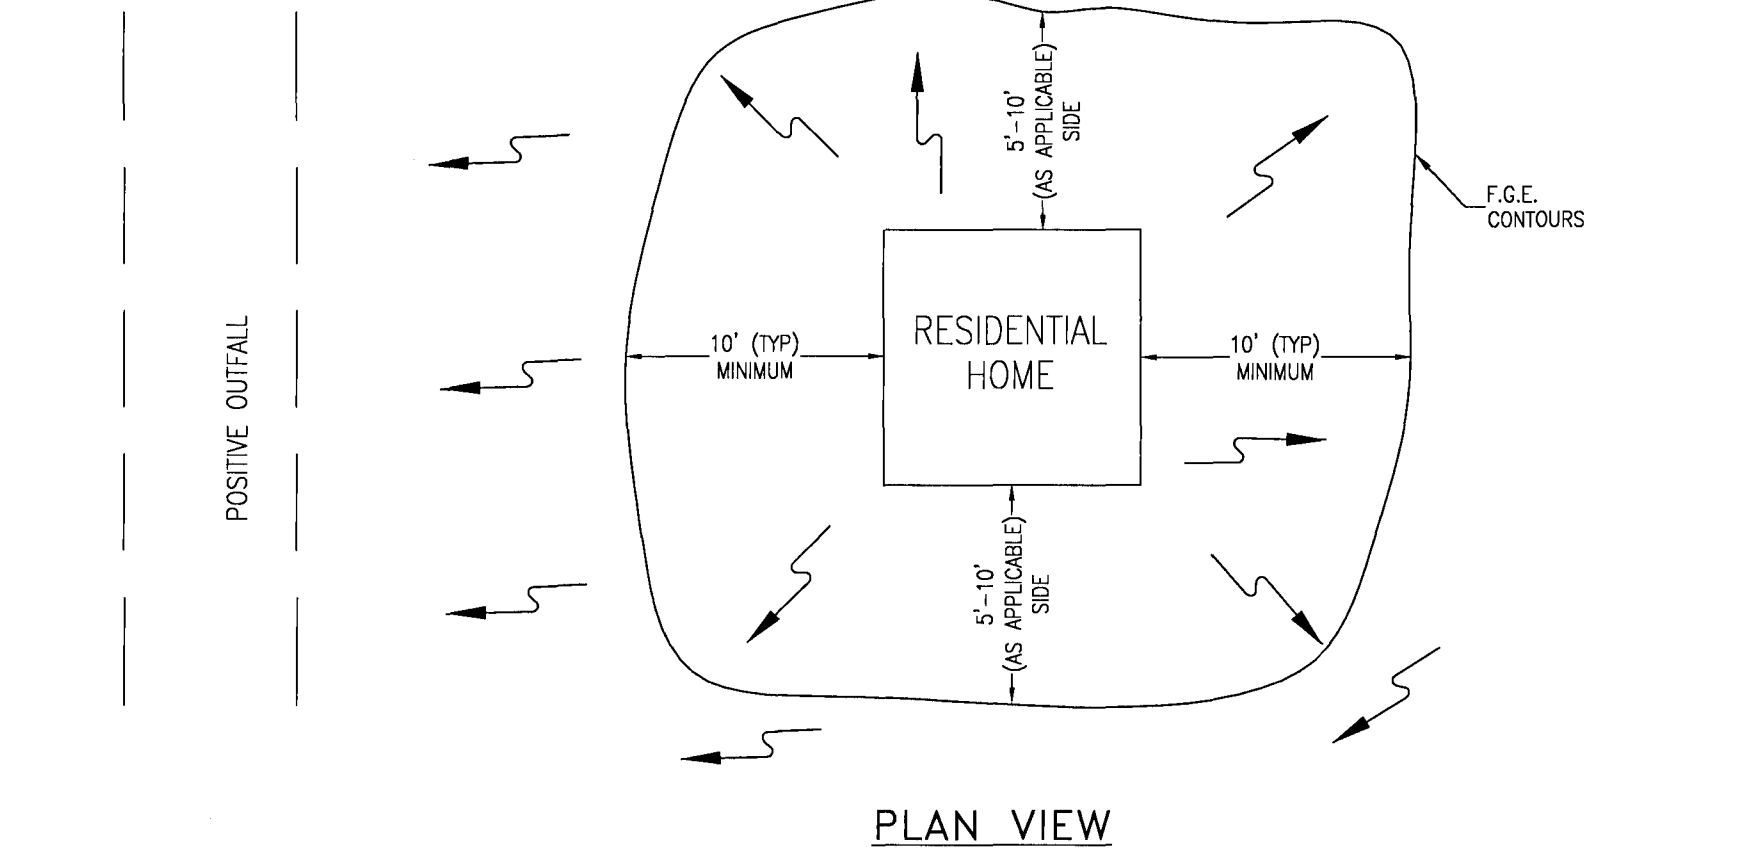 5'-10'
(AS APPLICABLE)
SIDE
F.G.E.
CONTOURS
POSITIVE OUTFALL
10' (TYP)
MINIMUM
RESIDENTIAL
HOME
10' (TYP)
MINIMUM
5'-10'
(AS APPLICABLE)
SIDE
PLAN VIEW